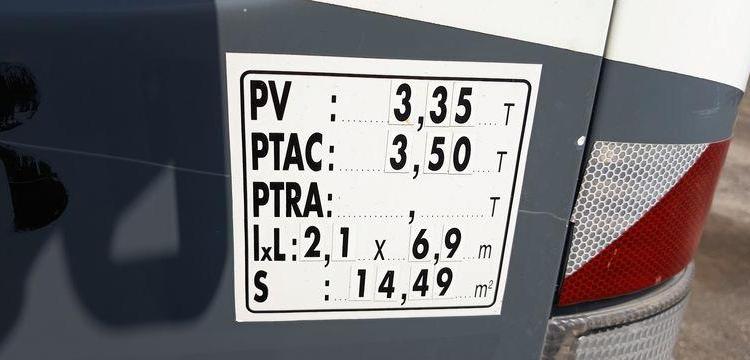 PV : 3,35 T
PTAC: 3,50 T
PTRA: , T
lxL: 2,1 x 6,9 m
S : 14,49 m²